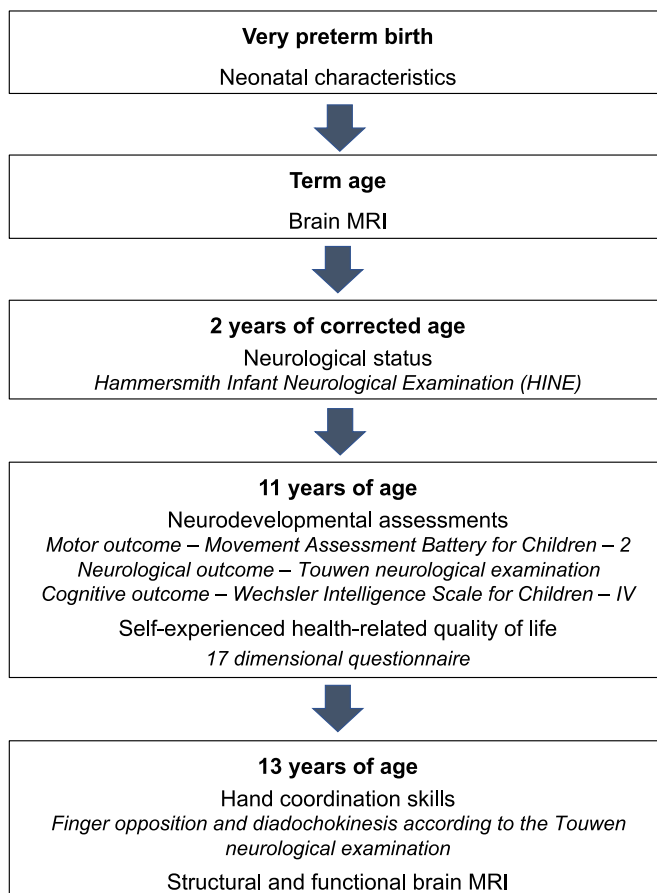 Very preterm birth
Neonatal characteristics
Term age
Brain MRI
2 years of corrected age
Neurological status
Hammersmith Infant Neurological Examination (HINE)
11 years of age
Neurodevelopmental assessments
Motor outcome – Movement Assessment Battery for Children – 2
Neurological outcome – Touwen neurological examination
Cognitive outcome – Wechsler Intelligence Scale for Children – IV
Self-experienced health-related quality of life
17 dimensional questionnaire
13 years of age
Hand coordination skills
Finger opposition and diadochokinesis according to the Touwen
neurological examination
Structural and functional brain MRI